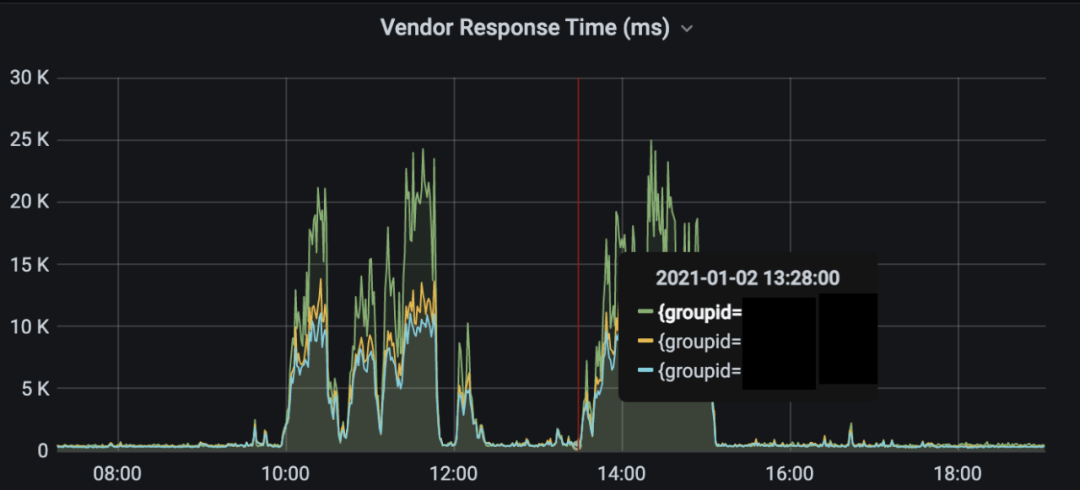 Vendor Response Time (ms)
30 K
25 K
20 K
15 K
10 K
5 K
0
08:00
10:00
12:00
14:00
16:00
18:00
2021-01-02 13:28:00
{groupid=
{groupid=
{groupid=